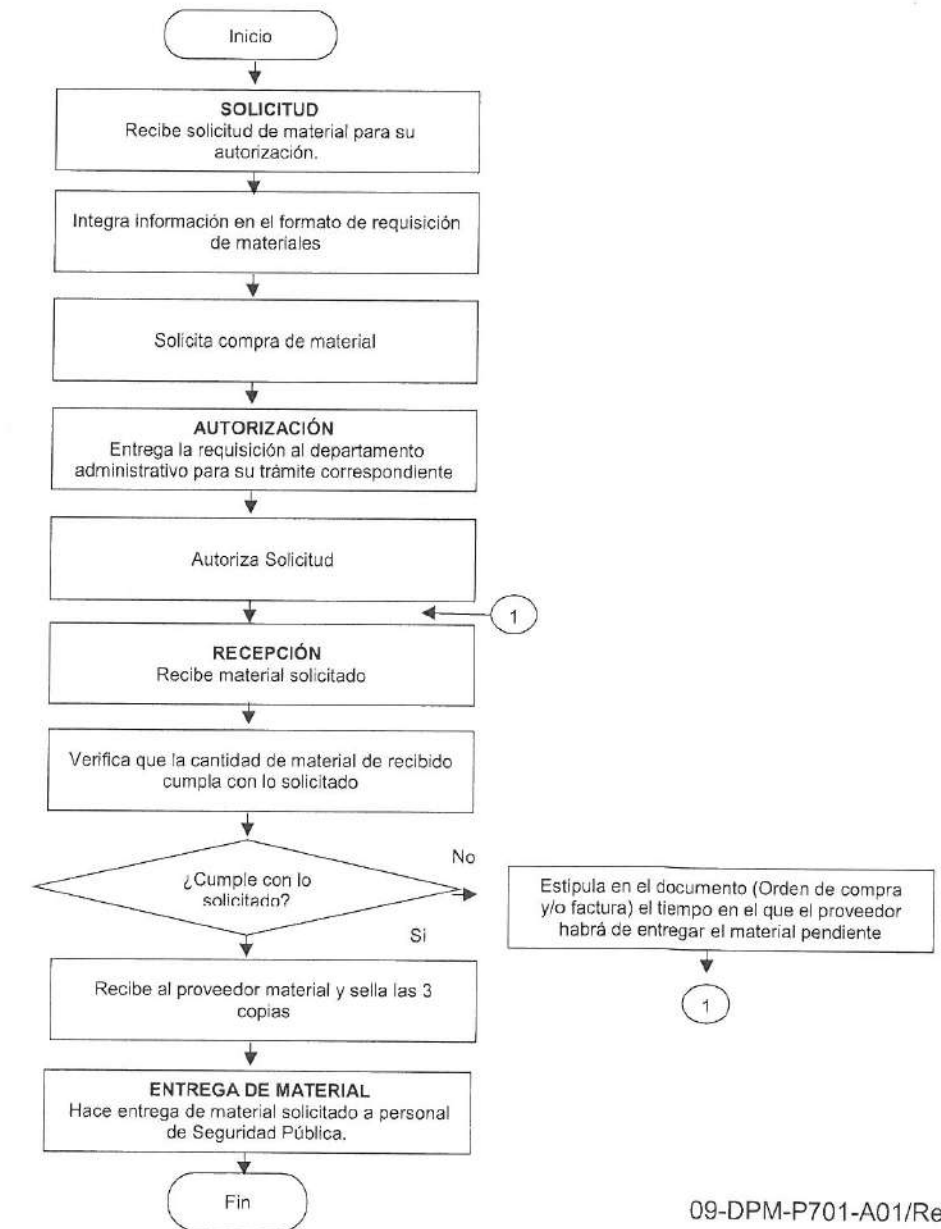 Inicio
SOLICITUD
Recibe solicitud de material para su
autorización.
Integra información en el formato de requisición
de materiales
Solicita compra de material
AUTORIZACIÓN
Entrega la requisición al departamento
administrativo para su trámite correspondiente
Autoriza Solicitud
1
RECEPCIÓN
Recibe material solicitado
Verifica que la cantidad de material de recibido
cumpla con lo solicitado
¿Cumple con lo
solicitado?
No
Estipula en el documento (Orden de compra
y/o factura) el tiempo en el que el proveedor
habrá de entregar el material pendiente
1
Si
Recibe al proveedor material y sella las 3
copias
ENTREGA DE MATERIAL
Hace entrega de material solicitado a personal
de Seguridad Pública.
Fin
09-DPM-P701-A01/Re